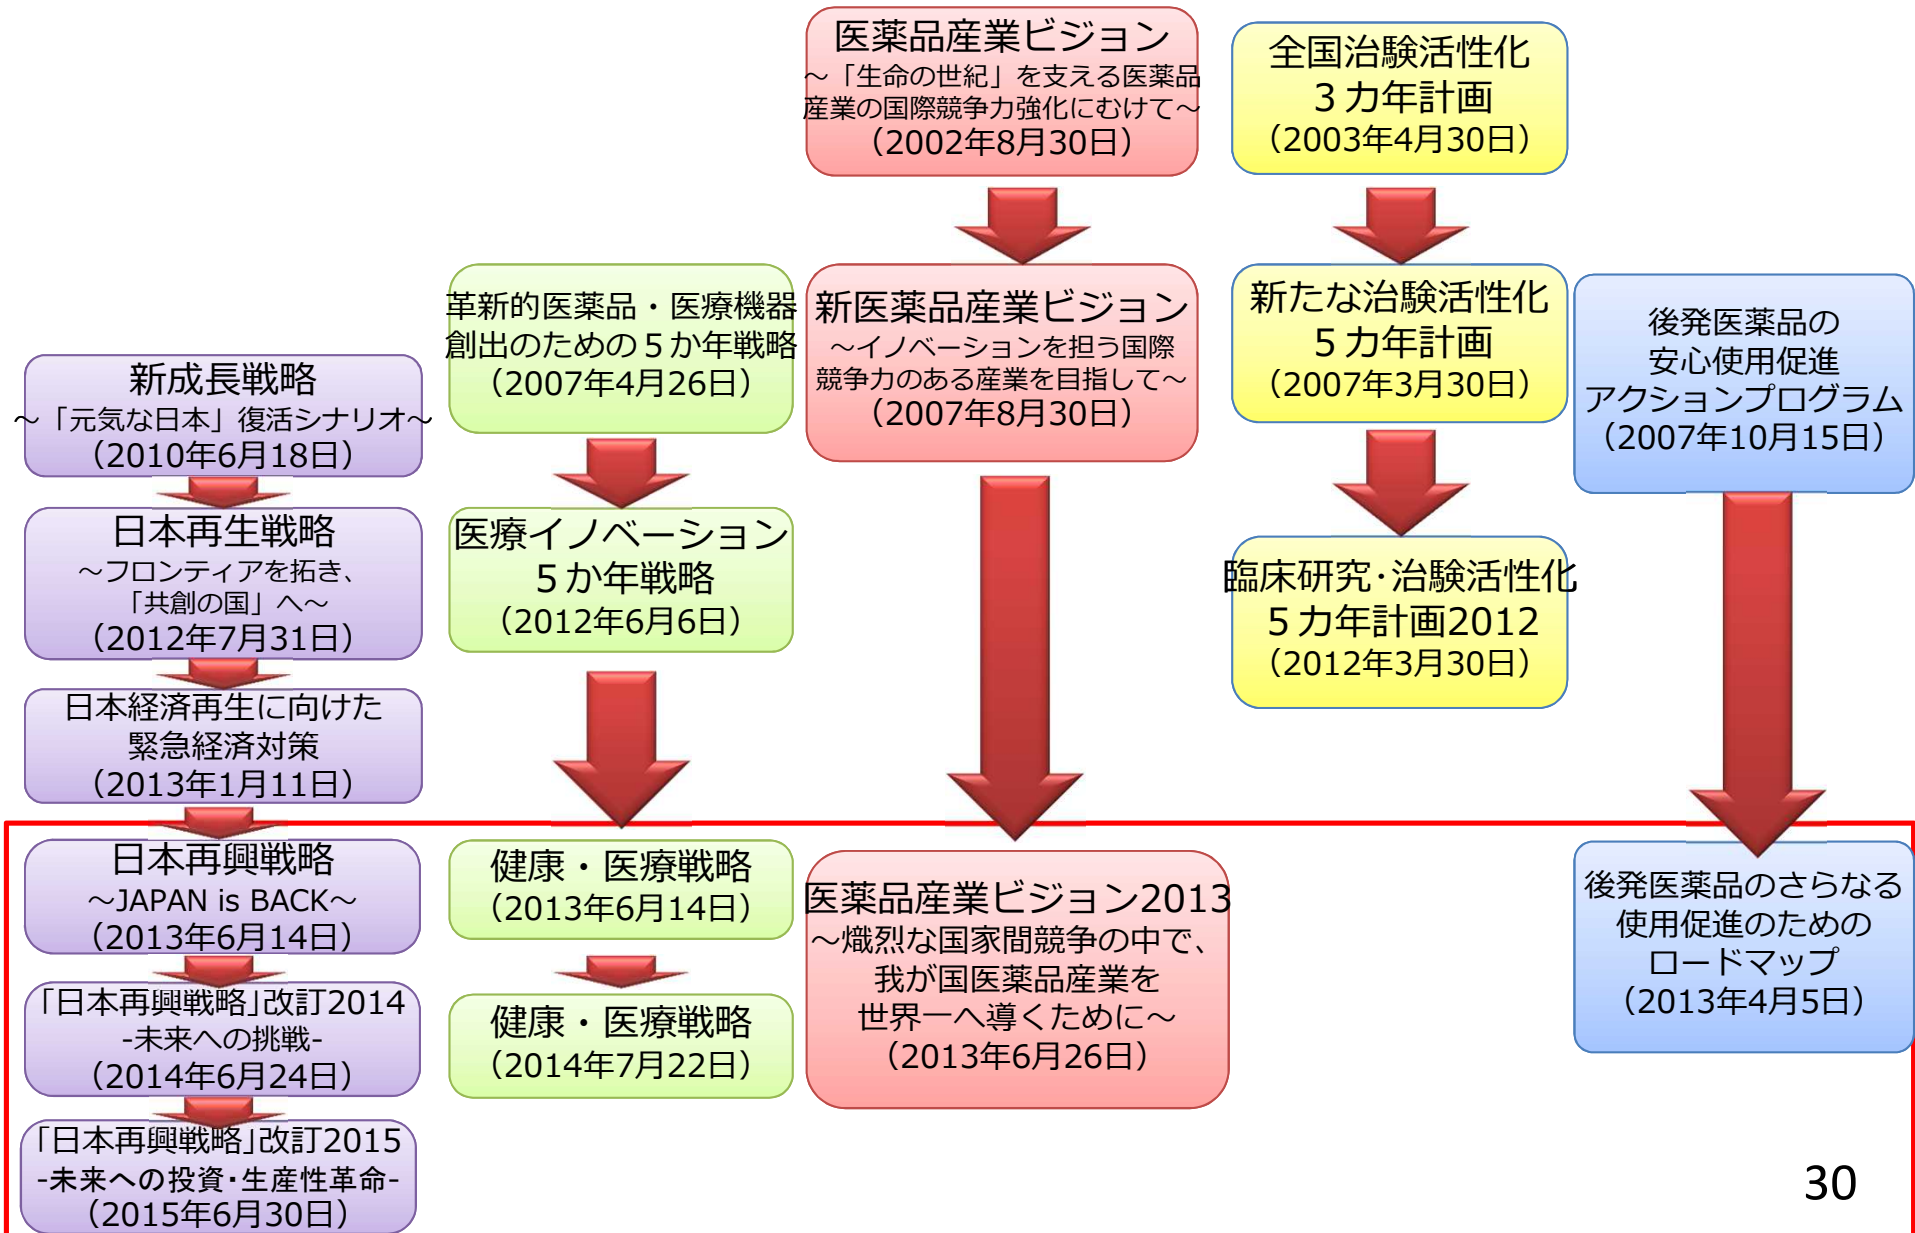 医薬品産業ビジョン
～「生命の世紀」を支える医薬品
産業の国際競争力強化にむけて～
（2002年8月30日）
全国治験活性化
３カ年計画
（2003年4月30日）
革新的医薬品・医療機器
創出のための５か年戦略
（2007年4月26日）
新医薬品産業ビジョン
～イノベーションを担う国際
競争力のある産業を目指して～
（2007年8月30日）
新たな治験活性化
５カ年計画
（2007年3月30日）
後発医薬品の
安心使用促進
アクションプログラム
（2007年10月15日）
新成長戦略
～「元気な日本」復活シナリオ～
（2010年6月18日）
日本再生戦略
～フロンティアを拓き、
「共創の国」へ～
（2012年7月31日）
医療イノベーション
５か年戦略
（2012年6月6日）
臨床研究･治験活性化
５カ年計画2012
（2012年3月30日）
日本経済再生に向けた
緊急経済対策
（2013年1月11日）
日本再興戦略
～JAPAN is BACK～
（2013年6月14日）
健康・医療戦略
（2013年6月14日）
医薬品産業ビジョン2013
～熾烈な国家間競争の中で、
我が国医薬品産業を
世界一へ導くために～
（2013年6月26日）
後発医薬品のさらなる
使用促進のための
ロードマップ
（2013年4月5日）
「日本再興戦略」改訂2014
-未来への挑戦-
（2014年6月24日）
健康・医療戦略
（2014年7月22日）
「日本再興戦略」改訂2015
-未来への投資･生産性革命-
（2015年6月30日）
30